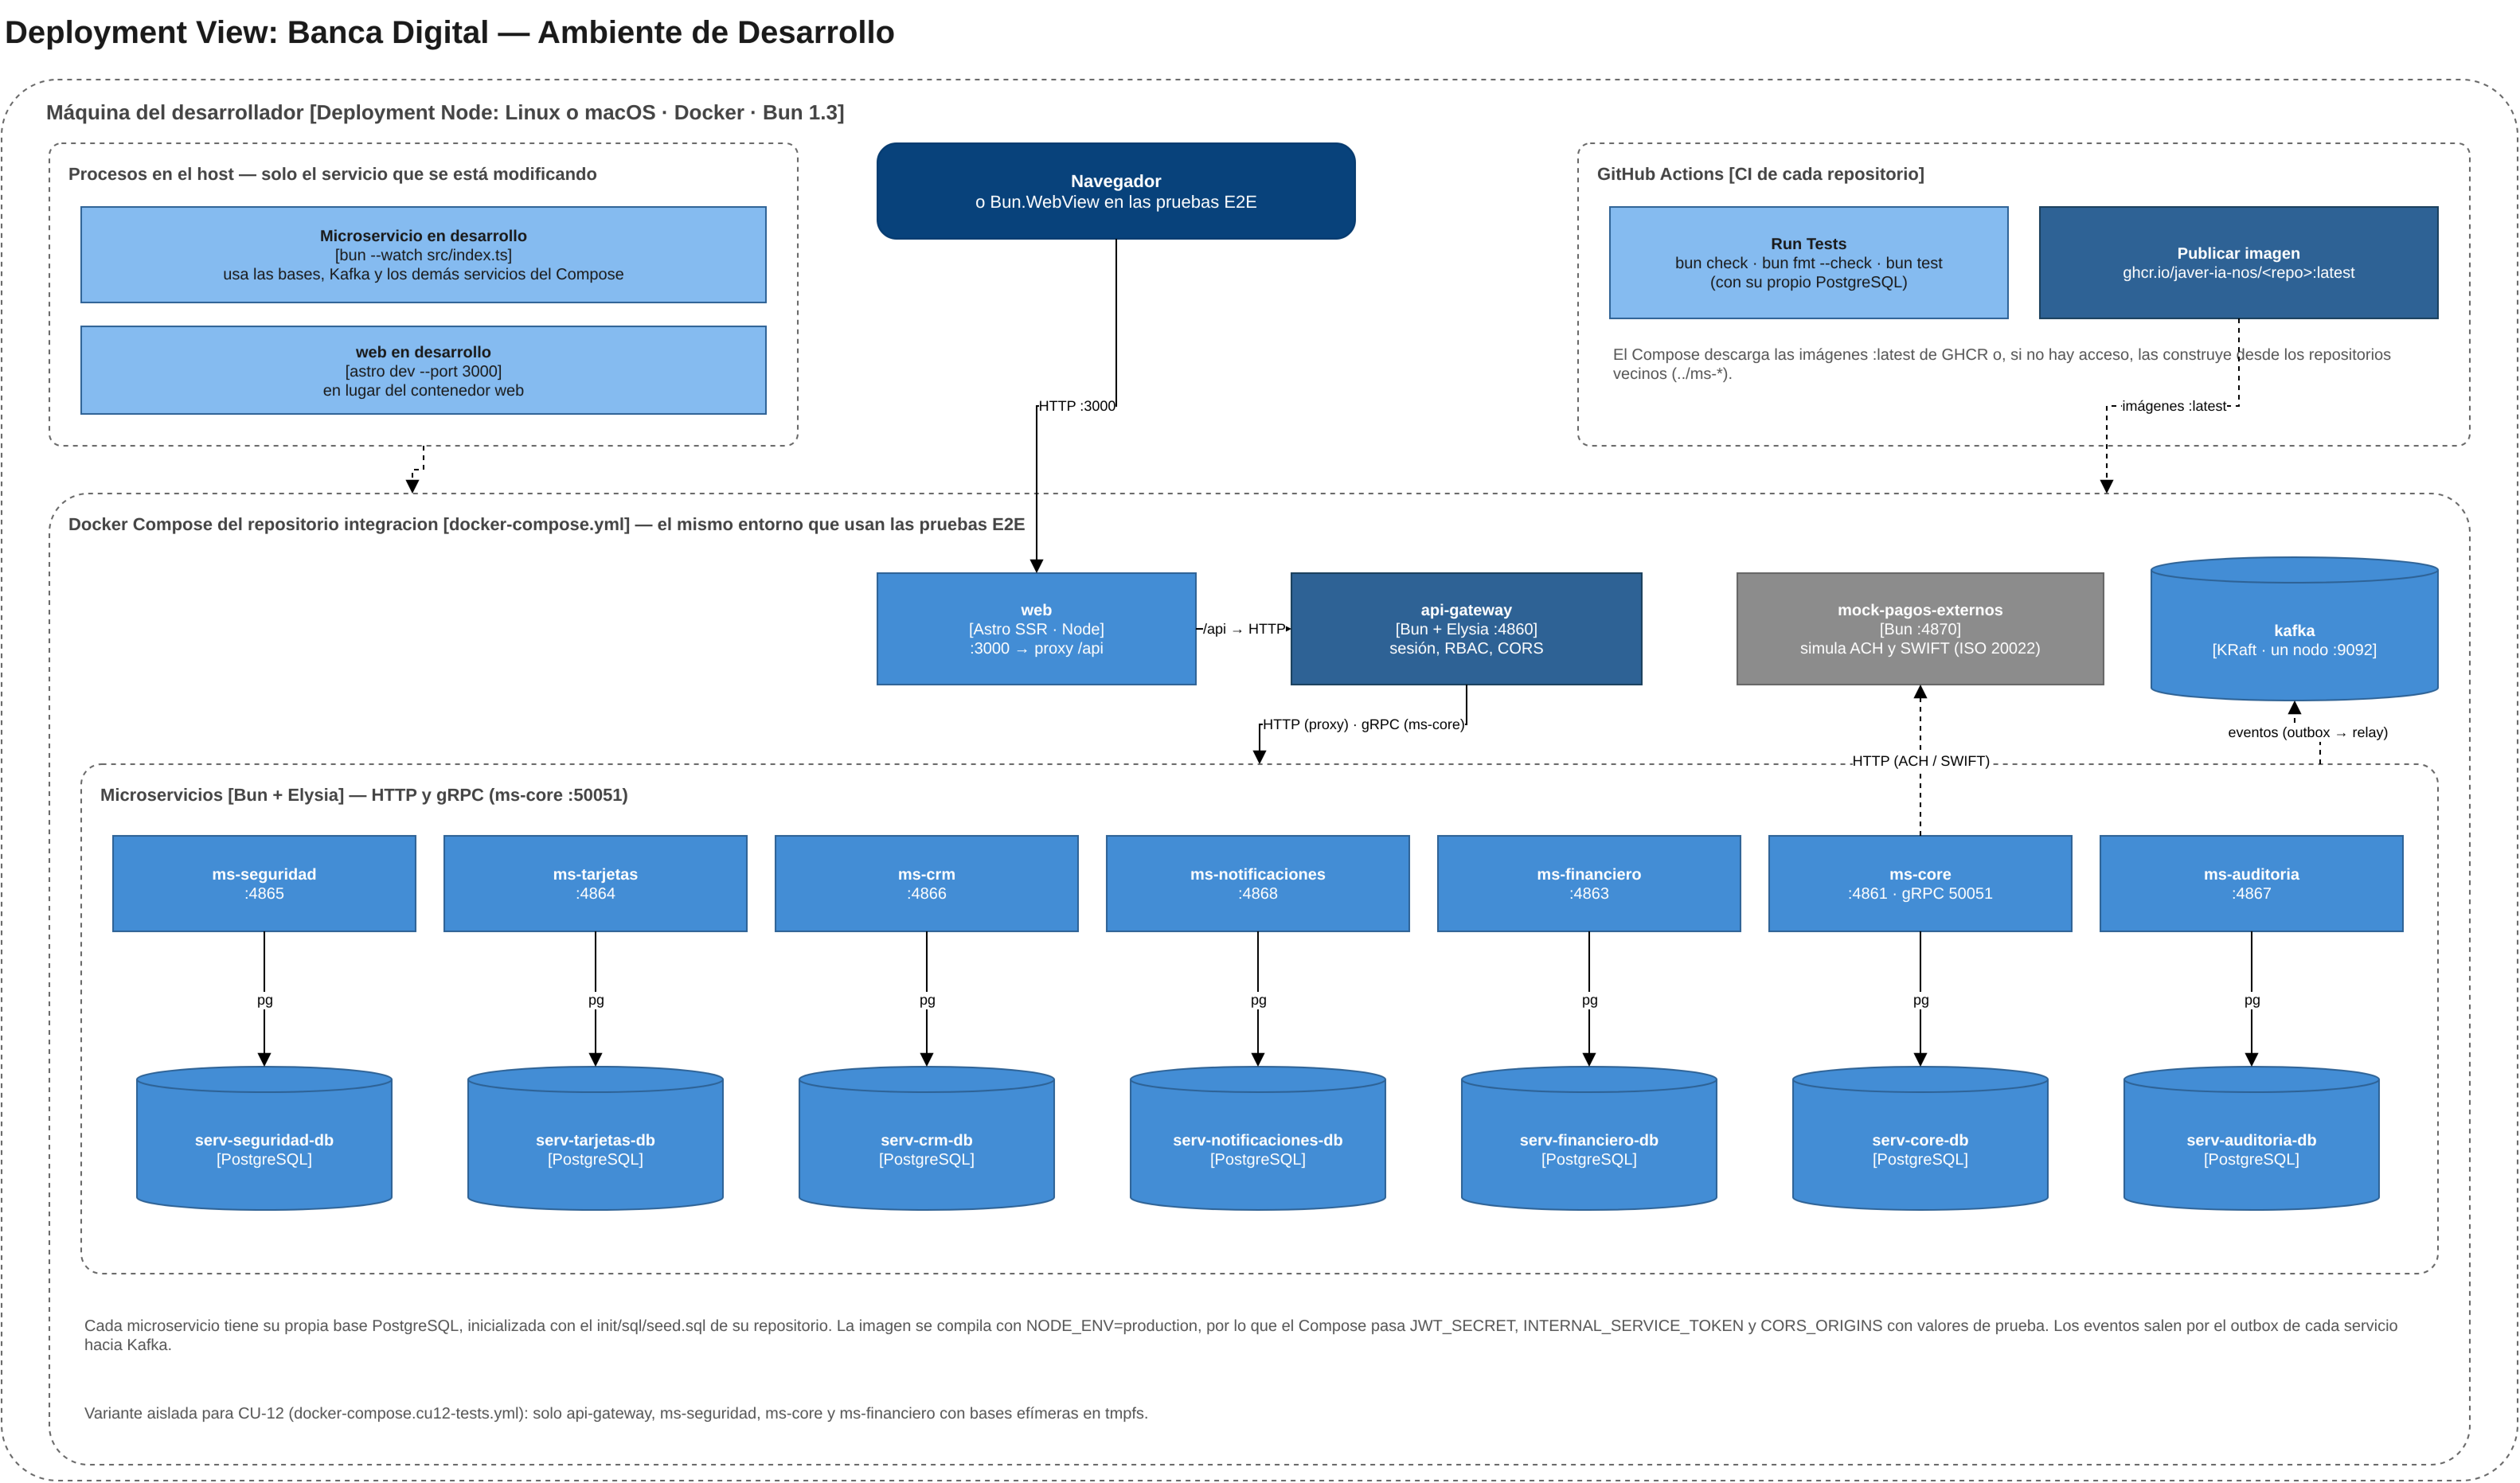 Deployment View: Banca Digital — Ambiente de Desarrollo
Máquina del desarrollador [Deployment Node: Linux o macOS · Docker · Bun 1.3]
Procesos en el host — solo el servicio que se está modificando
Microservicio en desarrollo
[bun --watch src/index.ts]
usa las bases, Kafka y los demás servicios del Compose
web en desarrollo
[astro dev --port 3000]
en lugar del contenedor web
Navegador
o Bun.WebView en las pruebas E2E
HTTP :3000
GitHub Actions [CI de cada repositorio]
Run Tests
bun check · bun fmt --check · bun test
(con su propio PostgreSQL)
Publicar imagen
ghcr.io/javer-ia-nos/<repo>:latest
El Compose descarga las imágenes :latest de GHCR o, si no hay acceso, las construye desde los repositorios
vecinos (../ms-*).
imágenes :latest
Docker Compose del repositorio integracion [docker-compose.yml] — el mismo entorno que usan las pruebas E2E
web
[Astro SSR · Node]
:3000 → proxy /api
/api → HTTP
api-gateway
[Bun + Elysia :4860]
sesión, RBAC, CORS
mock-pagos-externos
[Bun :4870]
simula ACH y SWIFT (ISO 20022)
kafka
[KRaft · un nodo :9092]
HTTP (proxy) · gRPC (ms-core)
eventos (outbox → relay)
HTTP (ACH / SWIFT)
Microservicios [Bun + Elysia] — HTTP y gRPC (ms-core :50051)
ms-seguridad
:4865
ms-tarjetas
:4864
ms-crm
:4866
ms-notificaciones
:4868
ms-financiero
:4863
ms-core
:4861 · gRPC 50051
ms-auditoria
:4867
pg
pg
pg
pg
pg
pg
pg
serv-seguridad-db
[PostgreSQL]
serv-tarjetas-db
[PostgreSQL]
serv-crm-db
[PostgreSQL]
serv-notificaciones-db
[PostgreSQL]
serv-financiero-db
[PostgreSQL]
serv-core-db
[PostgreSQL]
serv-auditoria-db
[PostgreSQL]
Cada microservicio tiene su propia base PostgreSQL, inicializada con el init/sql/seed.sql de su repositorio. La imagen se compila con NODE_ENV=production, por lo que el Compose pasa JWT_SECRET, INTERNAL_SERVICE_TOKEN y CORS_ORIGINS con valores de prueba. Los eventos salen por el outbox de cada servicio
hacia Kafka.
Variante aislada para CU-12 (docker-compose.cu12-tests.yml): solo api-gateway, ms-seguridad, ms-core y ms-financiero con bases efímeras en tmpfs.